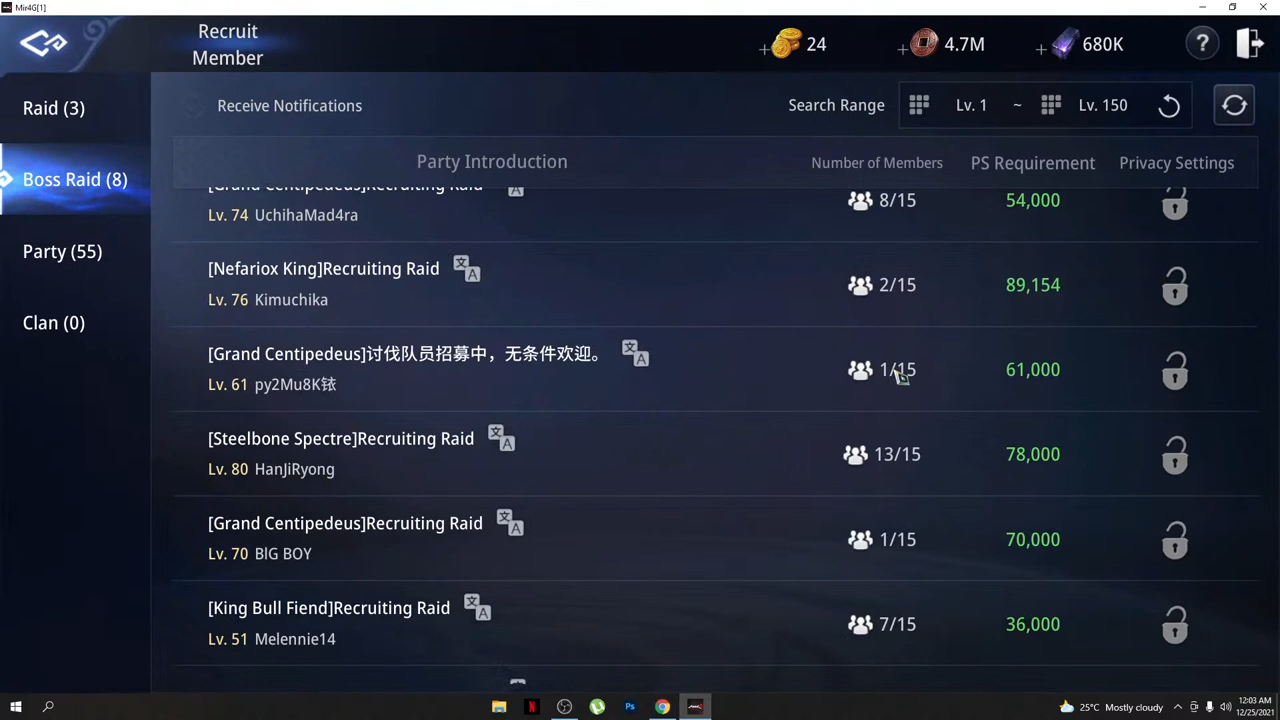 Mir4G[1]
Recruit
Member
24
4.7M
680K
?
Raid (3)
Boss Raid (8)
Party (55)
Clan (0)
Receive Notifications
Search Range
Lv. 1 ~ Lv. 150
Party Introduction
Number of Members
PS Requirement
Privacy Settings
[Grand Centipedeus]Recruiting Raid
Lv. 74 UchihaMad4ra
8/15
54,000
[Nefariox King]Recruiting Raid
Lv. 76 Kimuchika
2/15
89,154
[Grand Centipedeus]讨伐队员招募中，无条件欢迎。
Lv. 61 py2Mu8K铱
1/15
61,000
[Steelbone Spectre]Recruiting Raid
Lv. 80 HanJiRyong
13/15
78,000
[Grand Centipedeus]Recruiting Raid
Lv. 70 BIG BOY
1/15
70,000
[King Bull Fiend]Recruiting Raid
Lv. 51 Melennie14
7/15
36,000
25°C Mostly cloudy
12:03 AM
12/25/2021